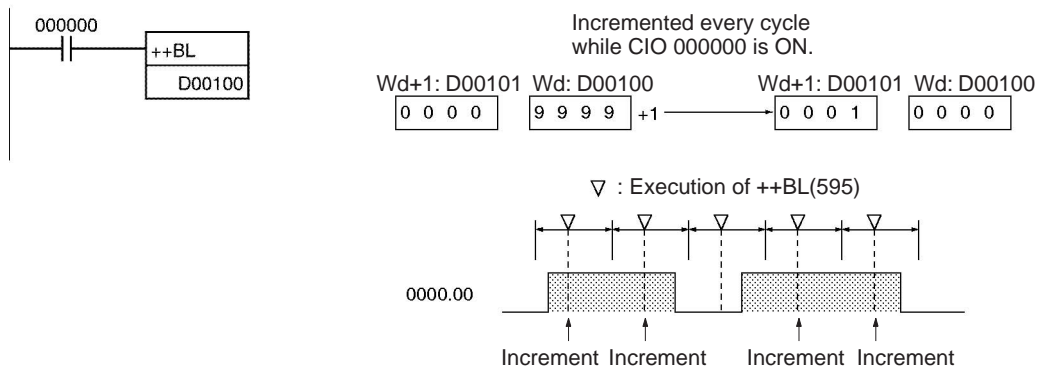 000000
++BL
D00100
Incremented every cycle
while CIO 000000 is ON.
Wd+1: D00101 Wd: D00100 Wd+1: D00101 Wd: D00100
0 0 0 0 9 9 9 9 +1 0 0 0 1 0 0 0 0
▽ : Execution of ++BL(595)
0000.00
Increment Increment Increment Increment